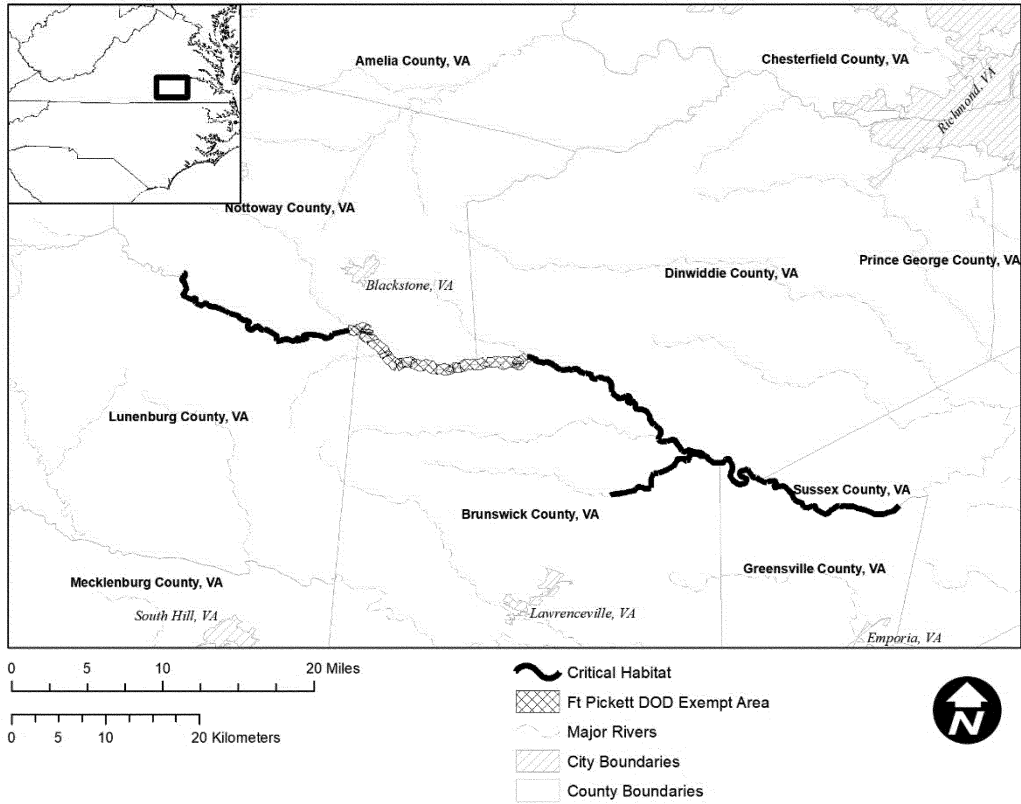 Amelia County, VA
Chesterfield County, VA
Richmond, VA
Nottoway County, VA
Blackstone, VA
Dinwiddie County, VA
Prince George County, VA
Lunenburg County, VA
Sussex County, VA
Brunswick County, VA
Greensville County, VA
Mecklenburg County, VA
South Hill, VA
Lawrenceville, VA
Emporia, VA
0 5 10 20 Miles
0 5 10 20 Kilometers
Critical Habitat
Ft Pickett DOD Exempt Area
Major Rivers
City Boundaries
County Boundaries
N